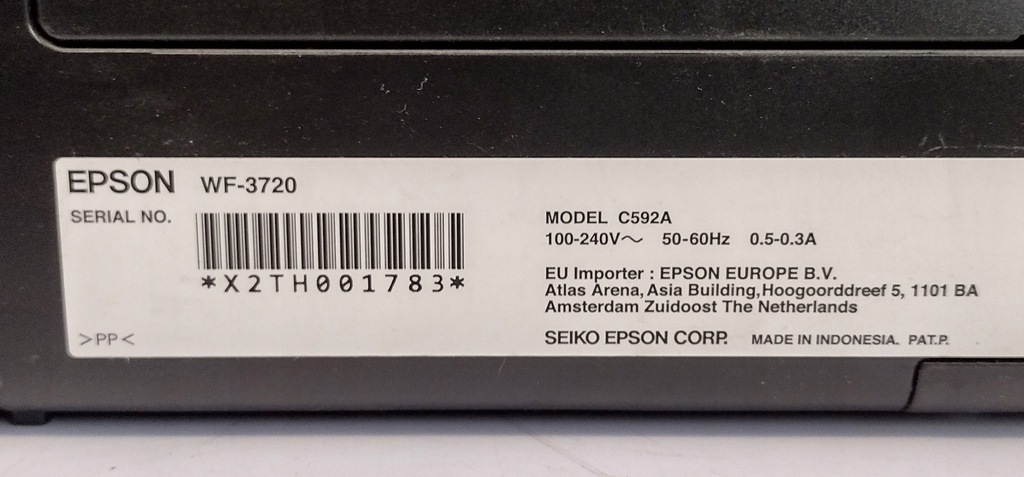 EPSON WF-3720
SERIAL NO.
*X2TH001783*
>PP<
MODEL C592A
100-240V～ 50-60Hz 0.5-0.3A
EU Importer : EPSON EUROPE B.V.
Atlas Arena, Asia Building, Hoogoorddreef 5, 1101 BA
Amsterdam Zuidoost The Netherlands
SEIKO EPSON CORP. MADE IN INDONESIA. PAT.P.